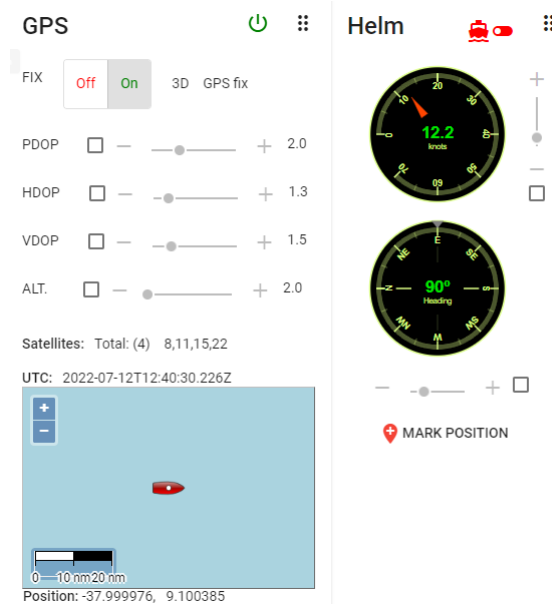 GPS
FIX Off On 3D GPS fix
PDOP 2.0
HDOP 1.3
VDOP 1.5
ALT. 2.0
Satellites: Total: (4) 8,11,15,22
UTC: 2022-07-12T12:40:30.226Z
+
−
0 10 nm 20 nm
Position: -37.999976, 9.100385
Helm
0 10 20 30 40 50 60 70
12.2
knots
E SE S SW W NW N NE
90º
Heading
MARK POSITION